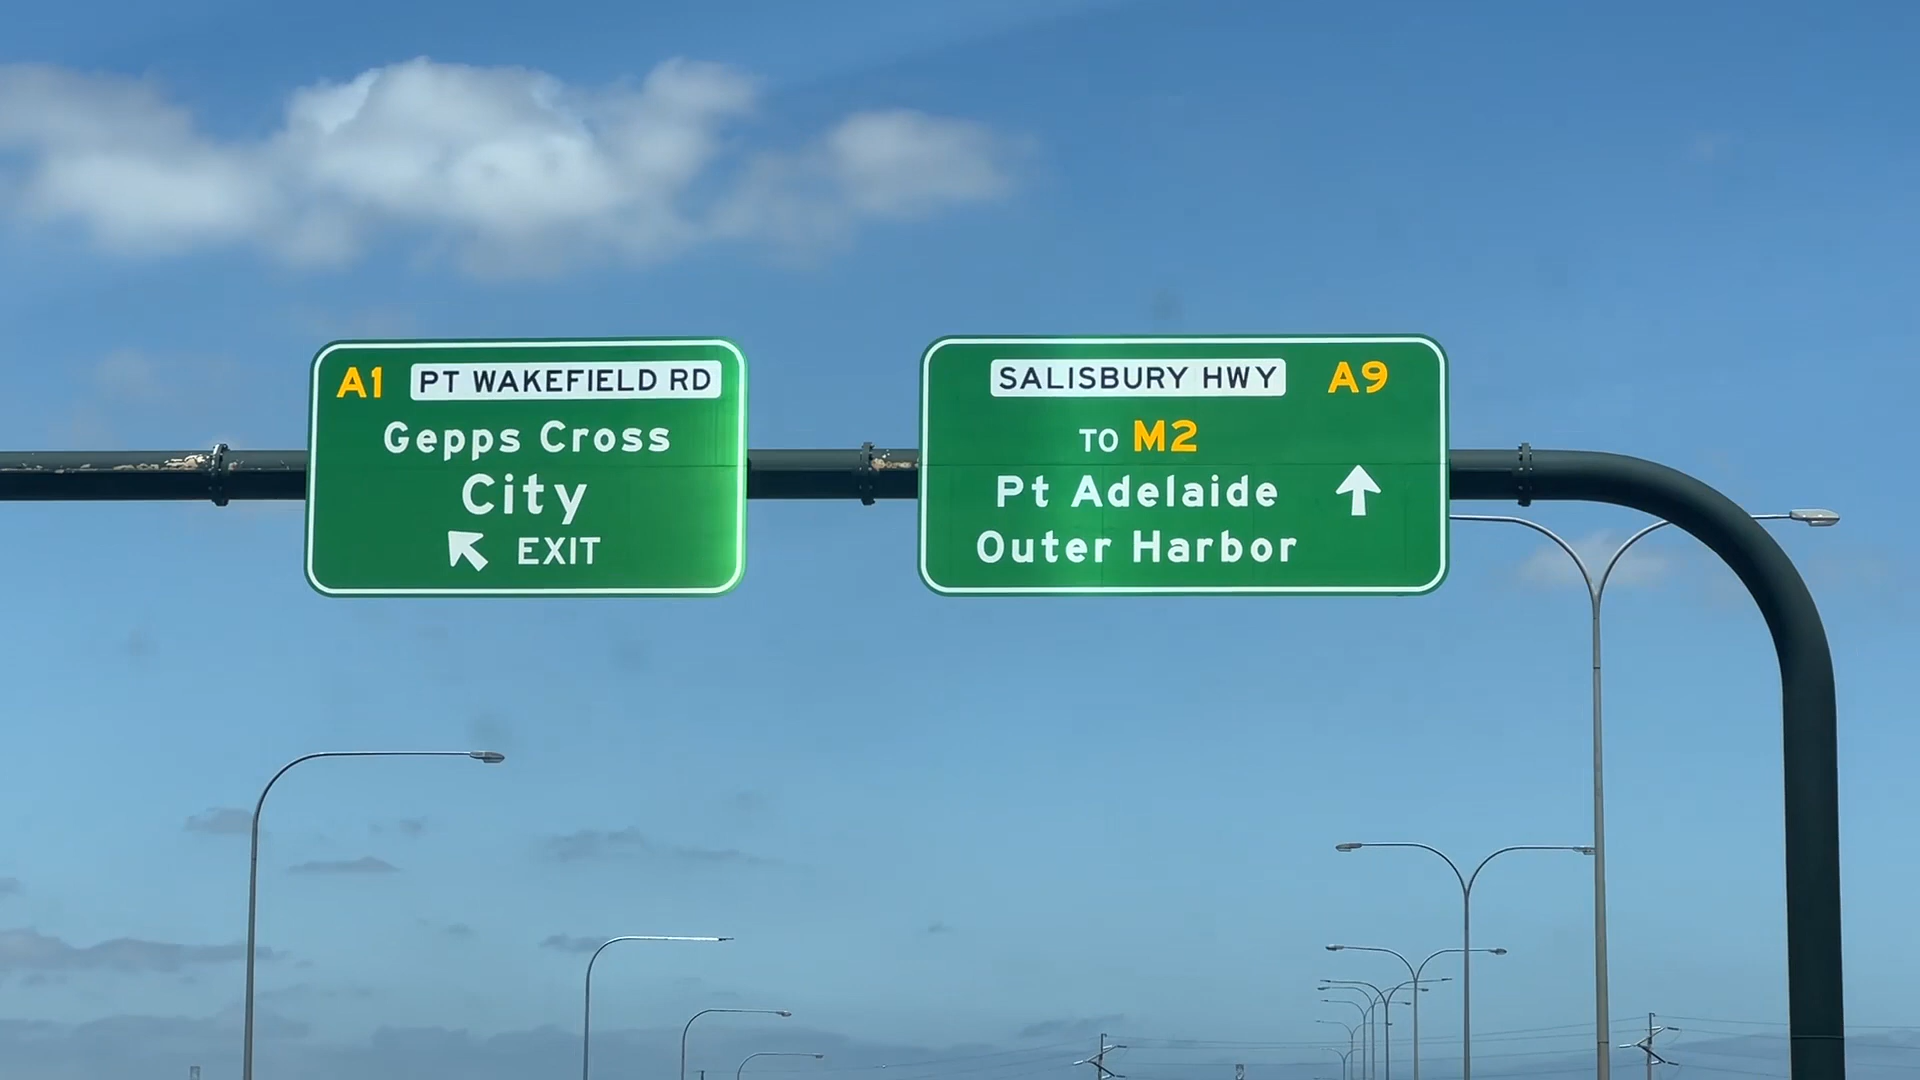 A1 PT WAKEFIELD RD
Gepps Cross
City
EXIT
SALISBURY HWY A9
TO M2
Pt Adelaide
Outer Harbor